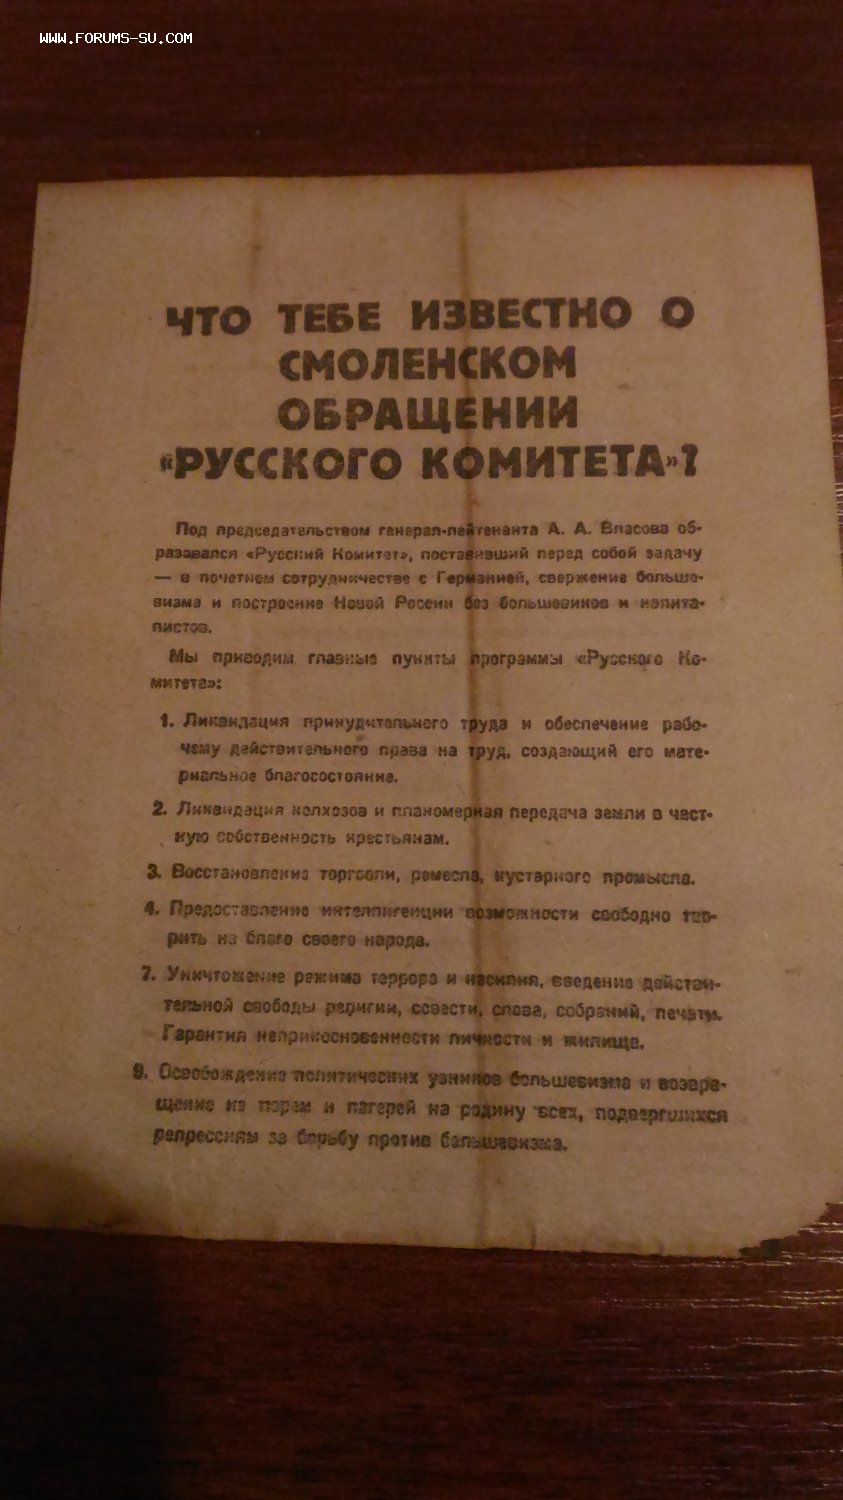 WWW.FORUMS-SU.COM
ЧТО ТЕБЕ ИЗВЕСТНО О
СМОЛЕНСКОМ
ОБРАЩЕНИИ
«РУССКОГО КОМИТЕТА»?
Под председательством генерал-лейтенанта А. А. Власова об-
разовался «Русский Комитет», поставивший перед собой задачу
— в почетном сотрудничестве с Германией, свержение больше-
визма и построение Новой России без большевиков и капита-
листов.
Мы приводим главные пункты программы «Русского Ко-
митета»:
1. Ликвидация принудительного труда и обеспечение рабо-
чему действительного права на труд, создающий его мате-
риальное благосостояние.
2. Ликвидация колхозов и планомерная передача земли в част-
ную собственность крестьянам.
3. Восстановление торговли, ремесла, кустарного промысла.
4. Предоставление интеллигенции возможности свободно тво-
рить на благо своего народа.
7. Уничтожение режима террора и насилия, введение действи-
тельной свободы религии, совести, слова, собраний, печати.
Гарантия неприкосновенности личности и жилища.
9. Освобождение политических узников большевизма и возвра-
щение из тюрем и лагерей на родину всех, подвергшихся
репрессиям за борьбу против большевизма.